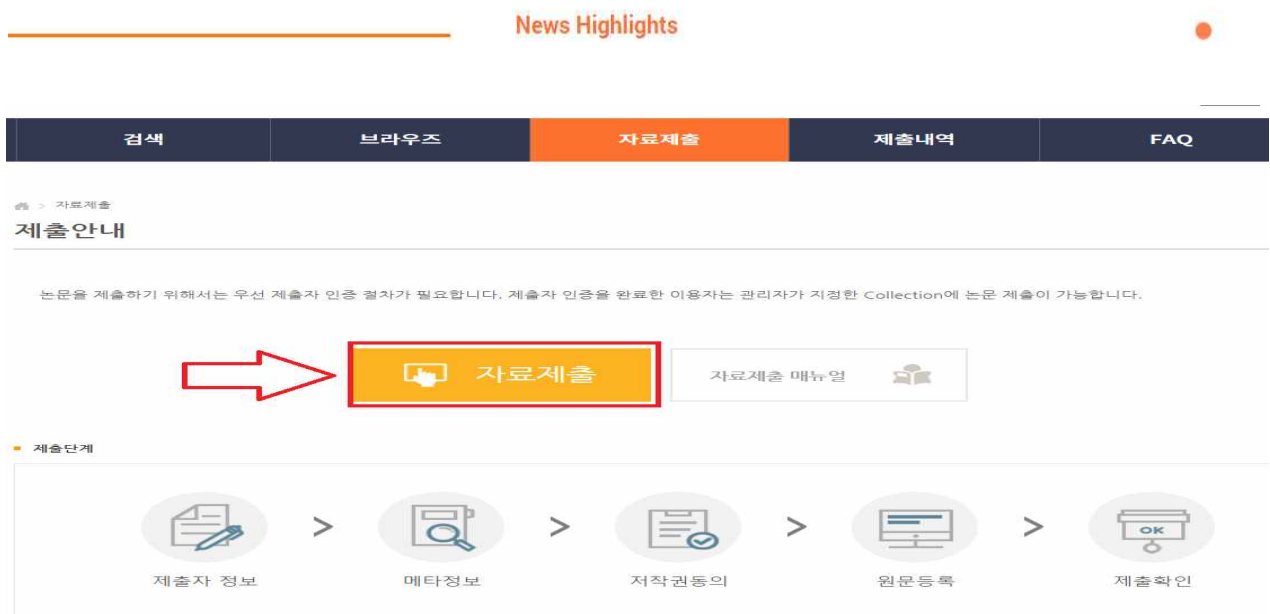 News Highlights
검색 브라우즈 자료제출 제출내역 FAQ
> 자료제출
제출안내
논문을 제출하기 위해서는 우선 제출자 인증 절차가 필요합니다. 제출자 인증을 완료한 이용자는 관리자가 지정한 Collection에 논문 제출이 가능합니다.
자료제출 자료제출 매뉴얼
제출단계
OK
제출자 정보 > 메타정보 > 저작권동의 > 원문등록 > 제출확인